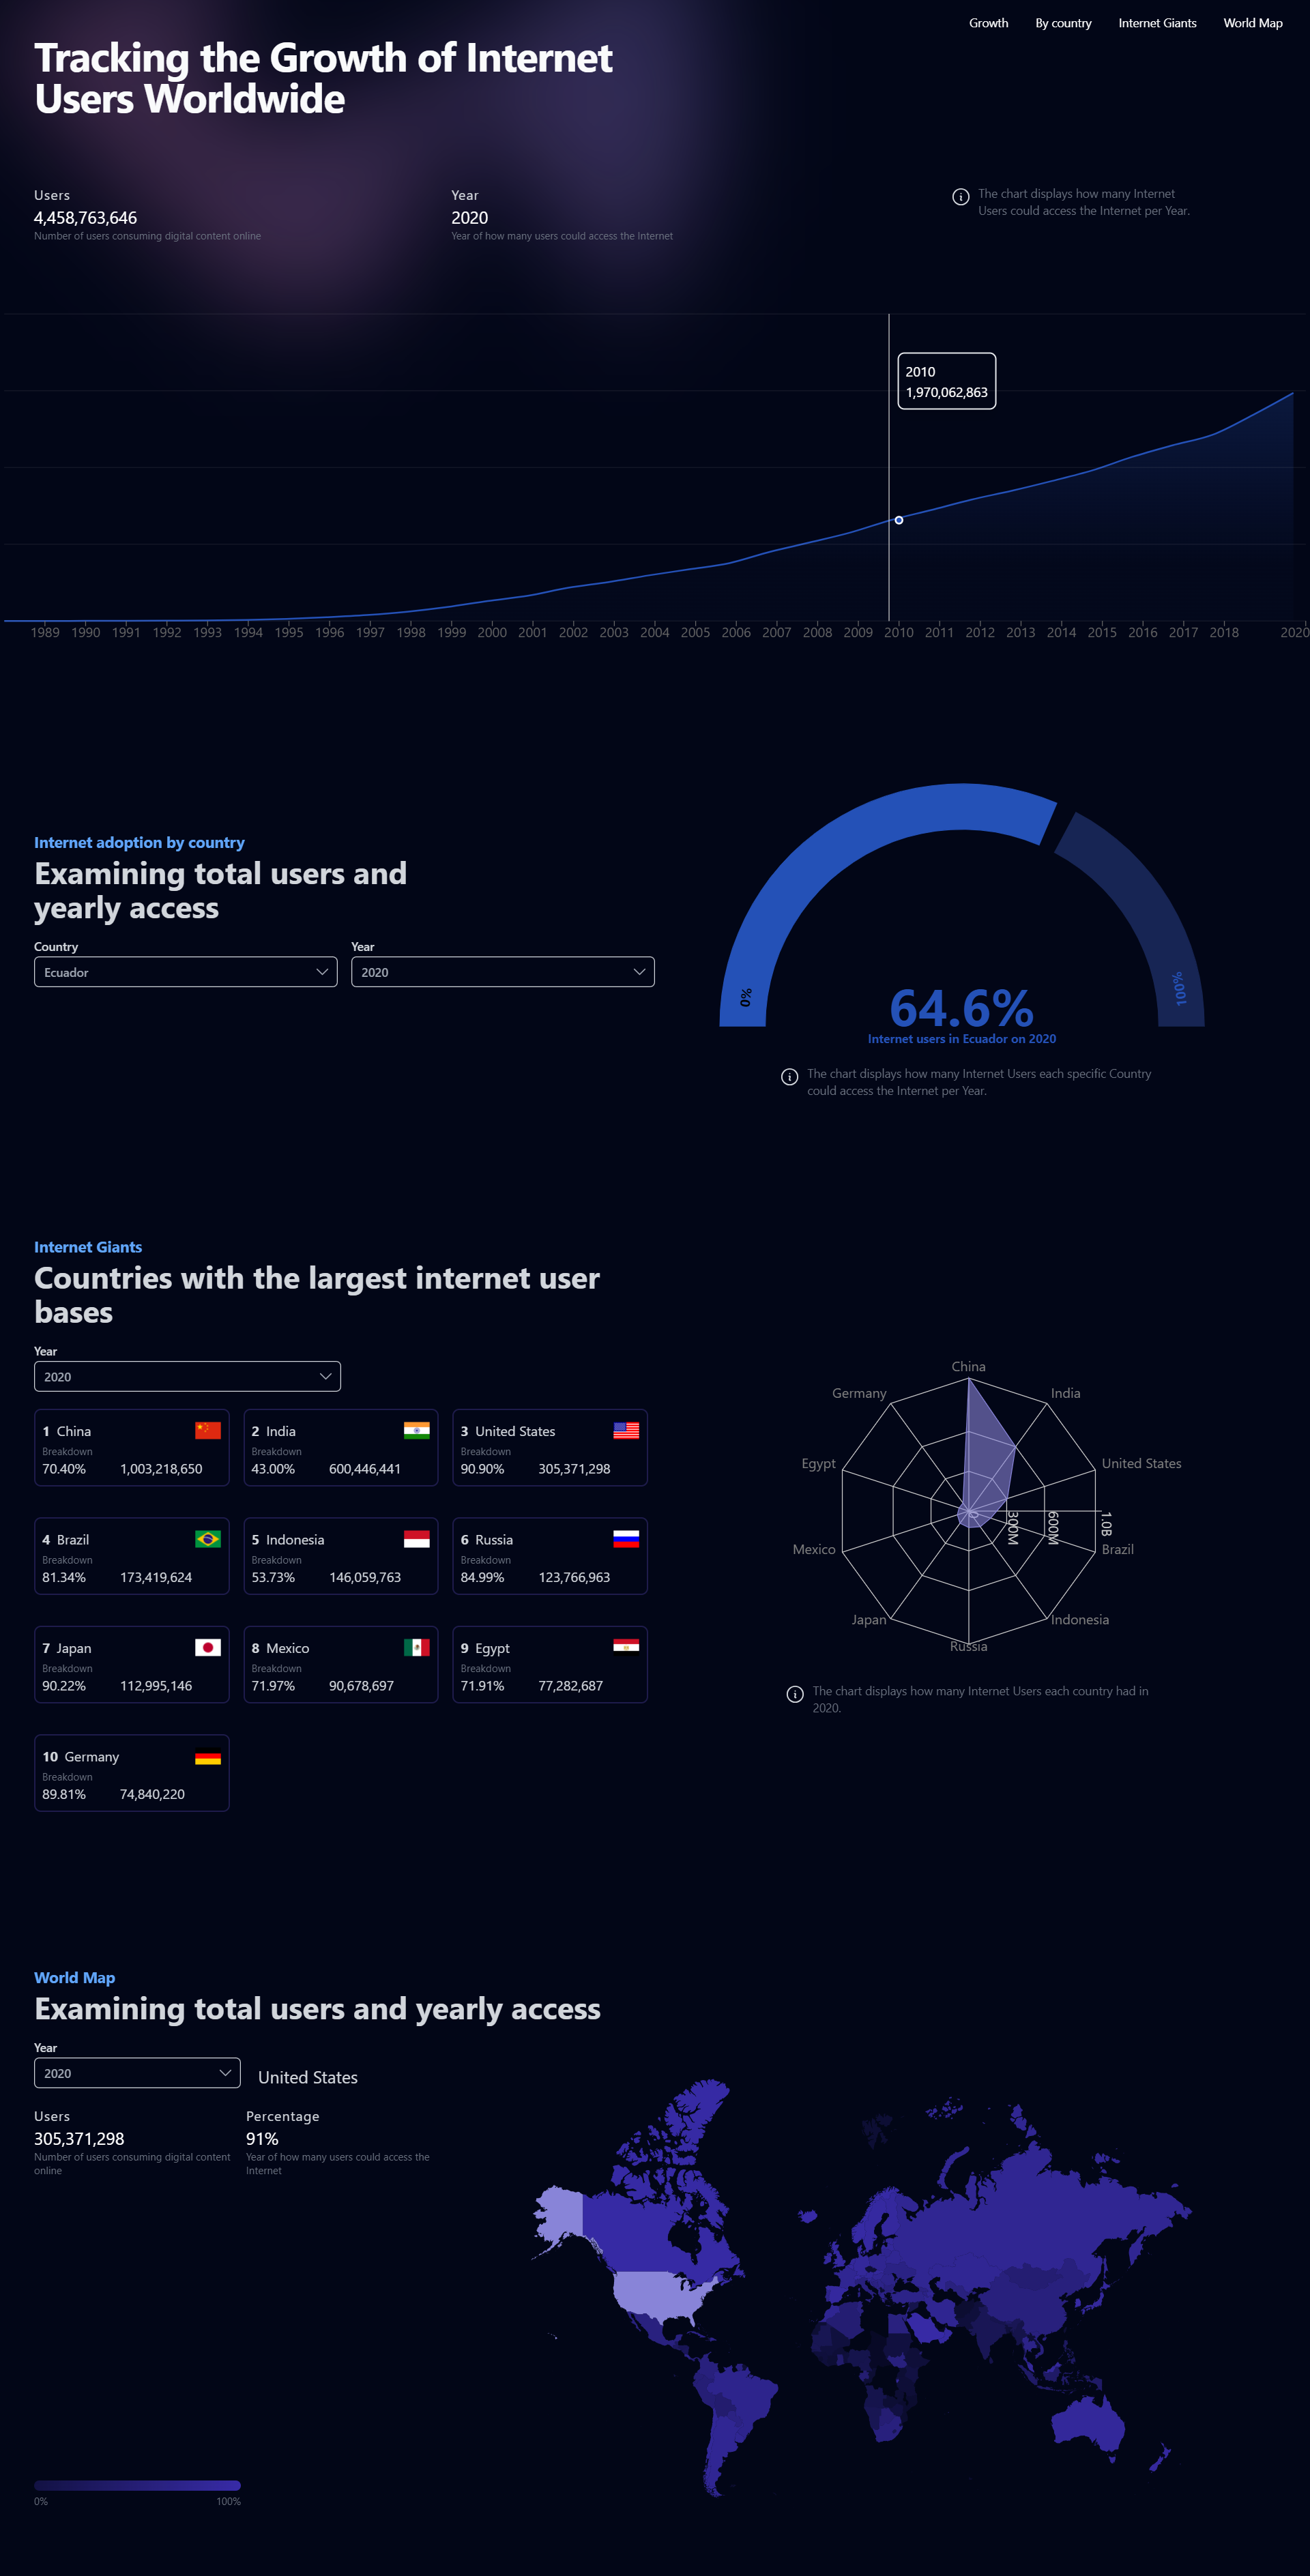 Growth By country Internet Giants World Map
Tracking the Growth of Internet
Users Worldwide
Users
4,458,763,646
Number of users consuming digital content online
Year
2020
Year of how many users could access the Internet
The chart displays how many Internet
Users could access the Internet per Year.
2010
1,970,062,863
1989 1990 1991 1992 1993 1994 1995 1996 1997 1998 1999 2000 2001 2002 2003 2004 2005 2006 2007 2008 2009 2010 2011 2012 2013 2014 2015 2016 2017 2018 2020
Internet adoption by country
Examining total users and
yearly access
Country
Ecuador
Year
2020
0%
100%
64.6%
Internet users in Ecuador on 2020
The chart displays how many Internet Users each specific Country
could access the Internet per Year.
Internet Giants
Countries with the largest internet user
bases
Year
2020
1 China
Breakdown
70.40% 1,003,218,650
2 India
Breakdown
43.00% 600,446,441
3 United States
Breakdown
90.90% 305,371,298
4 Brazil
Breakdown
81.34% 173,419,624
5 Indonesia
Breakdown
53.73% 146,059,763
6 Russia
Breakdown
84.99% 123,766,963
7 Japan
Breakdown
90.22% 112,995,146
8 Mexico
Breakdown
71.97% 90,678,697
9 Egypt
Breakdown
71.91% 77,282,687
10 Germany
Breakdown
89.81% 74,840,220
China
India
United States
Brazil
Indonesia
Russia
Japan
Mexico
Egypt
Germany
0
300M
600M
1.0B
The chart displays how many Internet Users each country had in
2020.
World Map
Examining total users and yearly access
Year
2020
United States
Users
305,371,298
Number of users consuming digital content
online
Percentage
91%
Year of how many users could access the
Internet
0% 100%